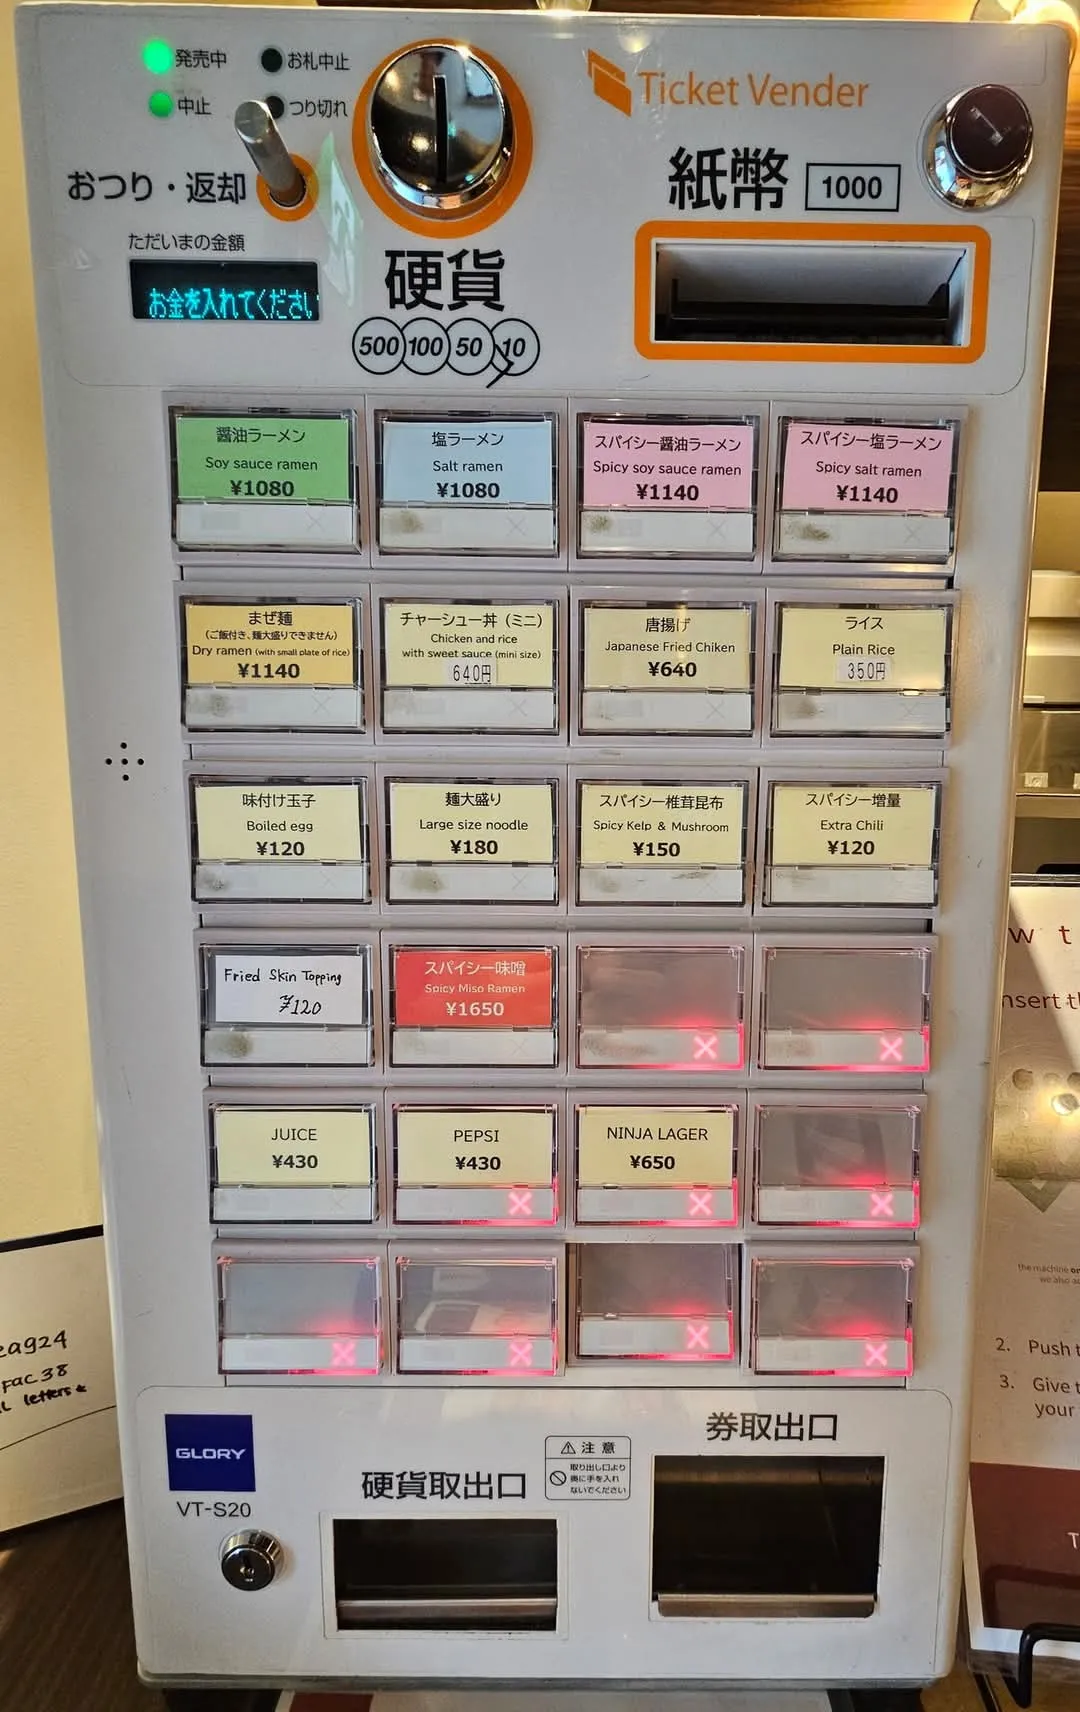 発売中
お札中止
中止
つり切れ
おつり・返却
ただいまの金額
お金を入れてください
硬貨
500 100 50 10
Ticket Vender
紙幣 1000
醤油ラーメン
Soy sauce ramen
¥1080
塩ラーメン
Salt ramen
¥1080
スパイシー醤油ラーメン
Spicy soy sauce ramen
¥1140
スパイシー塩ラーメン
Spicy salt ramen
¥1140
まぜ麺
(ご飯付き、麺大盛りできません)
Dry ramen (with small plate of rice)
¥1140
チャーシュー丼 (ミニ)
Chicken and rice
with sweet sauce (mini size)
640円
唐揚げ
Japanese Fried Chiken
¥640
ライス
Plain Rice
350円
味付け玉子
Boiled egg
¥120
麺大盛り
Large size noodle
¥180
スパイシー椎茸昆布
Spicy Kelp & Mushroom
¥150
スパイシー増量
Extra Chili
¥120
Fried Skin Topping
¥120
スパイシー味噌
Spicy Miso Ramen
¥1650
JUICE
¥430
PEPSI
¥430
NINJA LAGER
¥650
GLORY
VT-S20
硬貨取出口
注意
取り出し口より
奥に手を入れ
ないでください
券取出口
ag24
Fac38
letters
w t
nsert t
the machine or
we also a
2. Push t
3. Give t
your